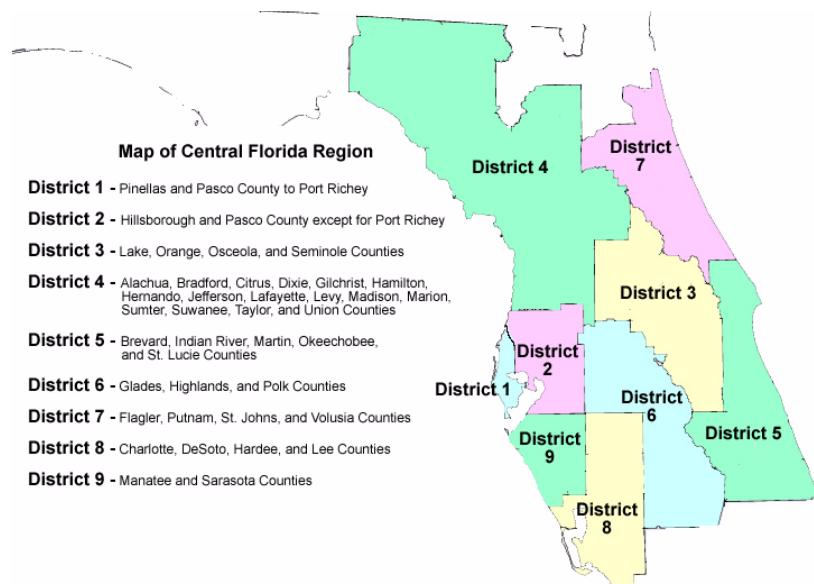 Map of Central Florida Region
District 1 - Pinellas and Pasco County to Port Richey
District 2 - Hillsborough and Pasco County except for Port Richey
District 3 - Lake, Orange, Osceola, and Seminole Counties
District 4 - Alachua, Bradford, Citrus, Dixie, Gilchrist, Hamilton,
Hernando, Jefferson, Lafayette, Levy, Madison, Marion,
Sumter, Suwanee, Taylor, and Union Counties
District 5 - Brevard, Indian River, Martin, Okeechobee,
and St. Lucie Counties
District 6 - Glades, Highlands, and Polk Counties
District 7 - Flagler, Putnam, St. Johns, and Volusia Counties
District 8 - Charlotte, DeSoto, Hardee, and Lee Counties
District 9 - Manatee and Sarasota Counties
District 4
District
7
District 3
District
2
District 1
District
6
District 5
District
9
District
8